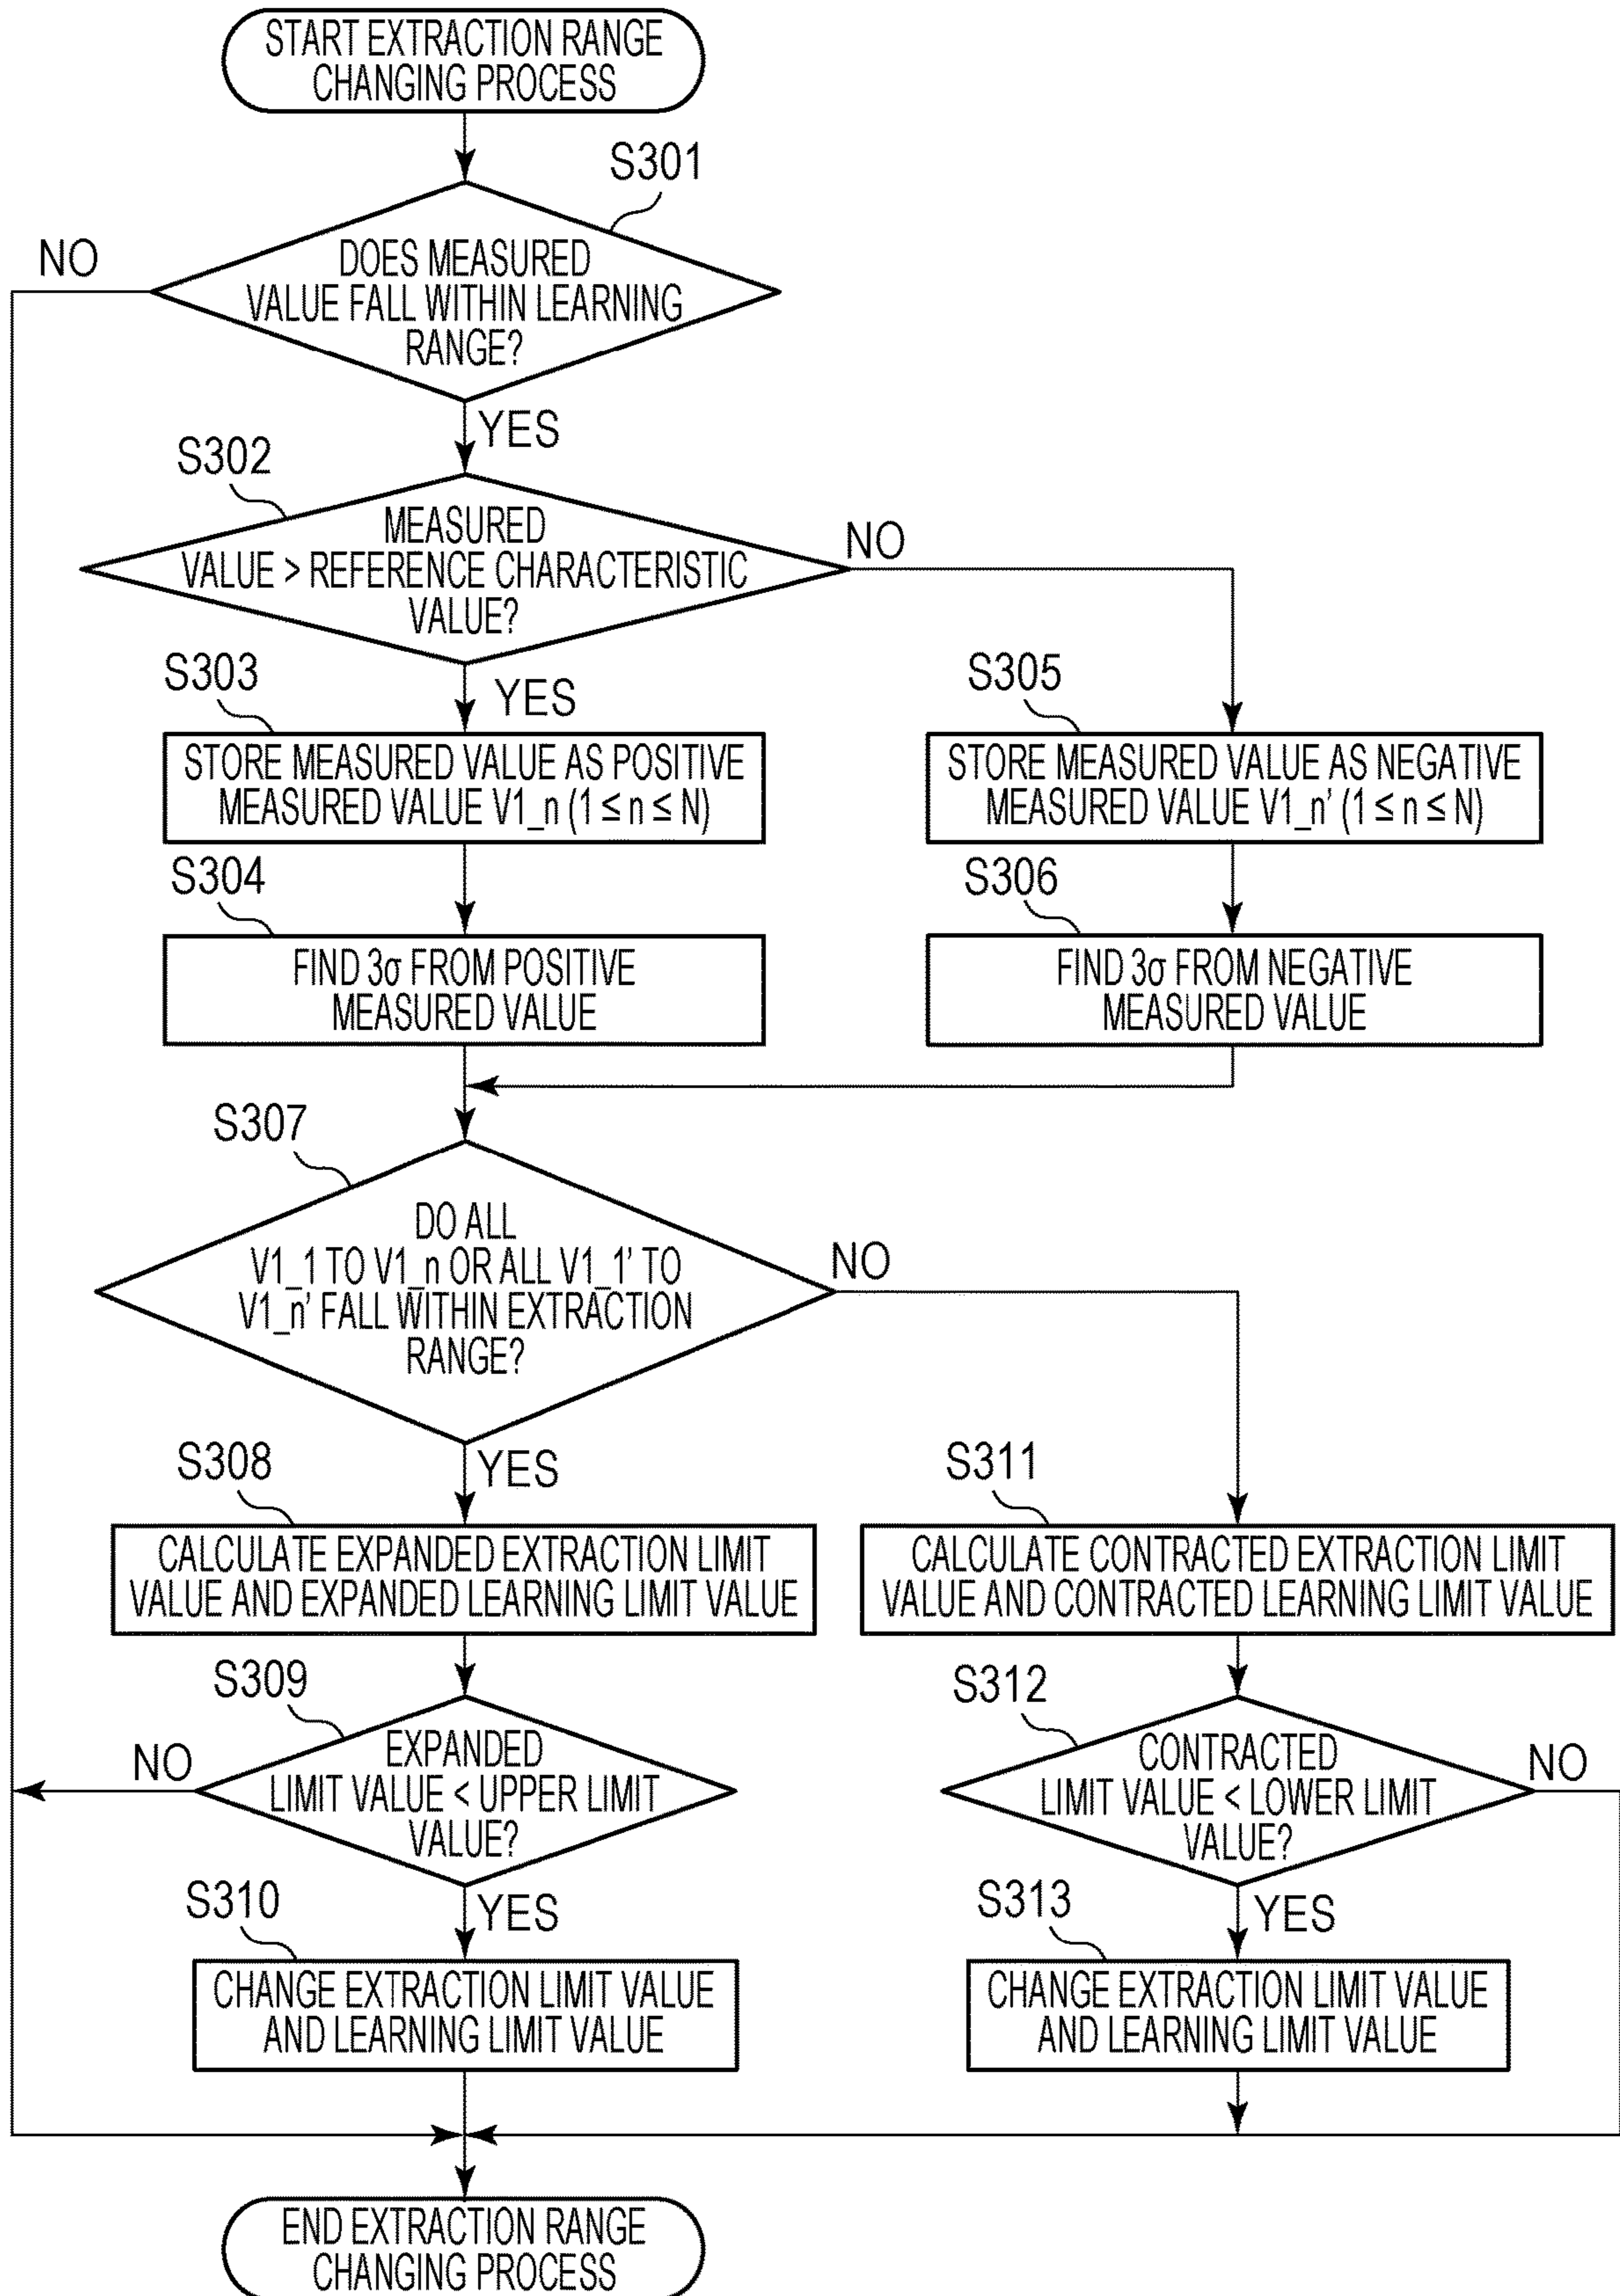 START EXTRACTION RANGE
CHANGING PROCESS
S301
NO
DOES MEASURED
VALUE FALL WITHIN LEARNING
RANGE?
YES
S302
MEASURED
VALUE > REFERENCE CHARACTERISTIC
VALUE?
NO
S303
YES
S305
STORE MEASURED VALUE AS POSITIVE
MEASURED VALUE V1_n (1 ≤ n ≤ N)
STORE MEASURED VALUE AS NEGATIVE
MEASURED VALUE V1_n' (1 ≤ n ≤ N)
S304
S306
FIND 3σ FROM POSITIVE
MEASURED VALUE
FIND 3σ FROM NEGATIVE
MEASURED VALUE
S307
DO ALL
V1_1 TO V1_n OR ALL V1_1' TO
V1_n' FALL WITHIN EXTRACTION
RANGE?
NO
S308
YES
S311
CALCULATE EXPANDED EXTRACTION LIMIT
VALUE AND EXPANDED LEARNING LIMIT VALUE
CALCULATE CONTRACTED EXTRACTION LIMIT
VALUE AND CONTRACTED LEARNING LIMIT VALUE
S309
S312
NO
EXPANDED
LIMIT VALUE < UPPER LIMIT
VALUE?
CONTRACTED
LIMIT VALUE < LOWER LIMIT
VALUE?
NO
S310
YES
S313
YES
CHANGE EXTRACTION LIMIT VALUE
AND LEARNING LIMIT VALUE
CHANGE EXTRACTION LIMIT VALUE
AND LEARNING LIMIT VALUE
END EXTRACTION RANGE
CHANGING PROCESS